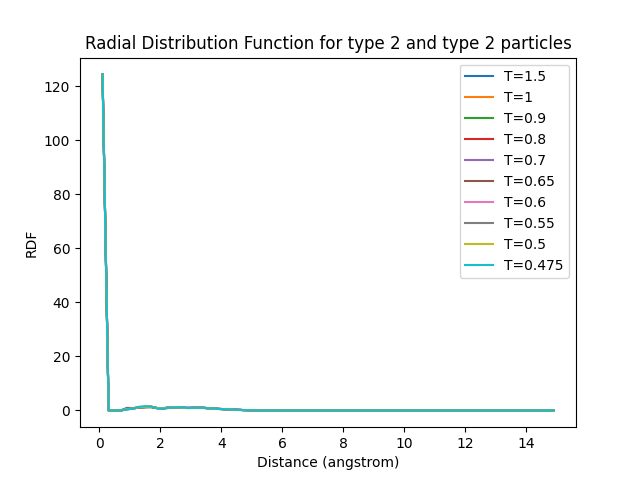 Radial Distribution Function for type 2 and type 2 particles
120
100
80
60
40
20
0
RDF
T=1.5
T=1
T=0.9
T=0.8
T=0.7
T=0.65
T=0.6
T=0.55
T=0.5
T=0.475
0 2 4 6 8 10 12 14
Distance (angstrom)